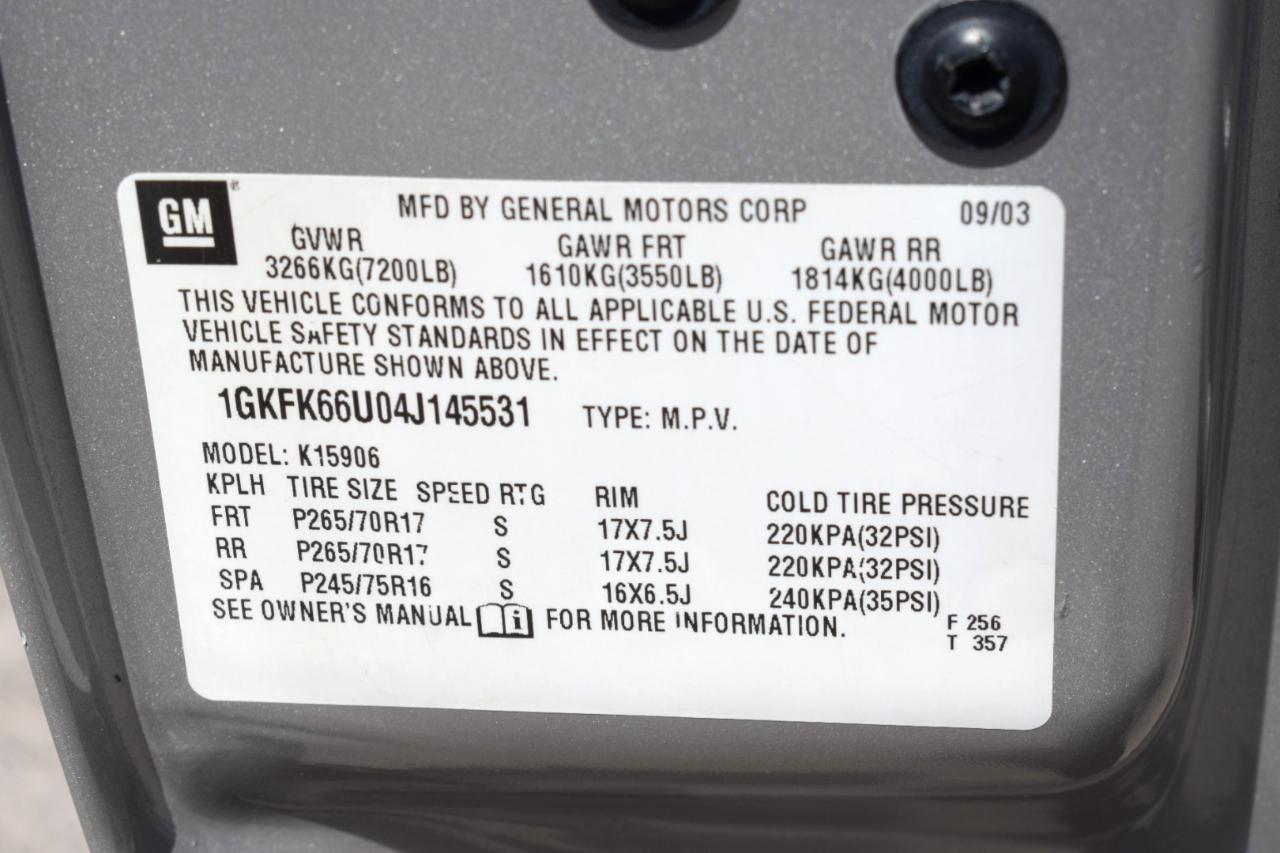 GM® MFD BY GENERAL MOTORS CORP 09/03
GVWR GAWR FRT GAWR RR
3266KG(7200LB) 1610KG(3550LB) 1814KG(4000LB)
THIS VEHICLE CONFORMS TO ALL APPLICABLE U.S. FEDERAL MOTOR
VEHICLE SAFETY STANDARDS IN EFFECT ON THE DATE OF
MANUFACTURE SHOWN ABOVE.
1GKFK66U04J145531 TYPE: M.P.V.
MODEL: K15906
KPLH TIRE SIZE SPEED RTG RIM COLD TIRE PRESSURE
FRT P265/70R17 S 17X7.5J 220KPA(32PSI)
RR P265/70R17 S 17X7.5J 220KPA(32PSI)
SPA P245/75R16 S 16X6.5J 240KPA(35PSI)
SEE OWNER'S MANUAL i FOR MORE INFORMATION. F 256
T 357